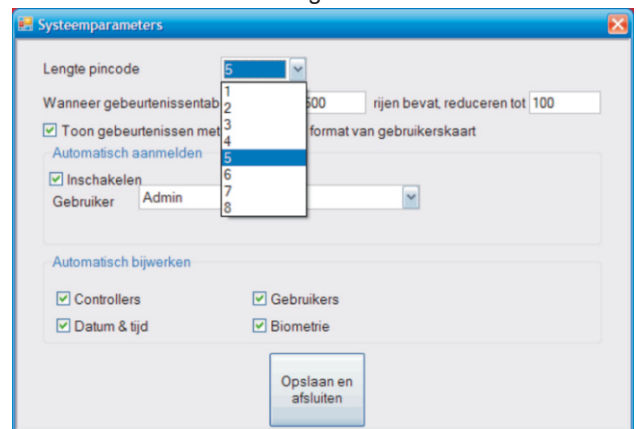 Systeemparameters
Lengte pincode 5
1
2
3
4
5
6
7
8
Wanneer gebeurtenissentab 500 rijen bevat, reduceren tot 100
Toon gebeurtenissen met format van gebruikerskaart
Automatisch aanmelden
Inschakelen
Gebruiker Admin
Automatisch bijwerken
Controllers Gebruikers
Datum & tijd Biometrie
Opslaan en
afsluiten